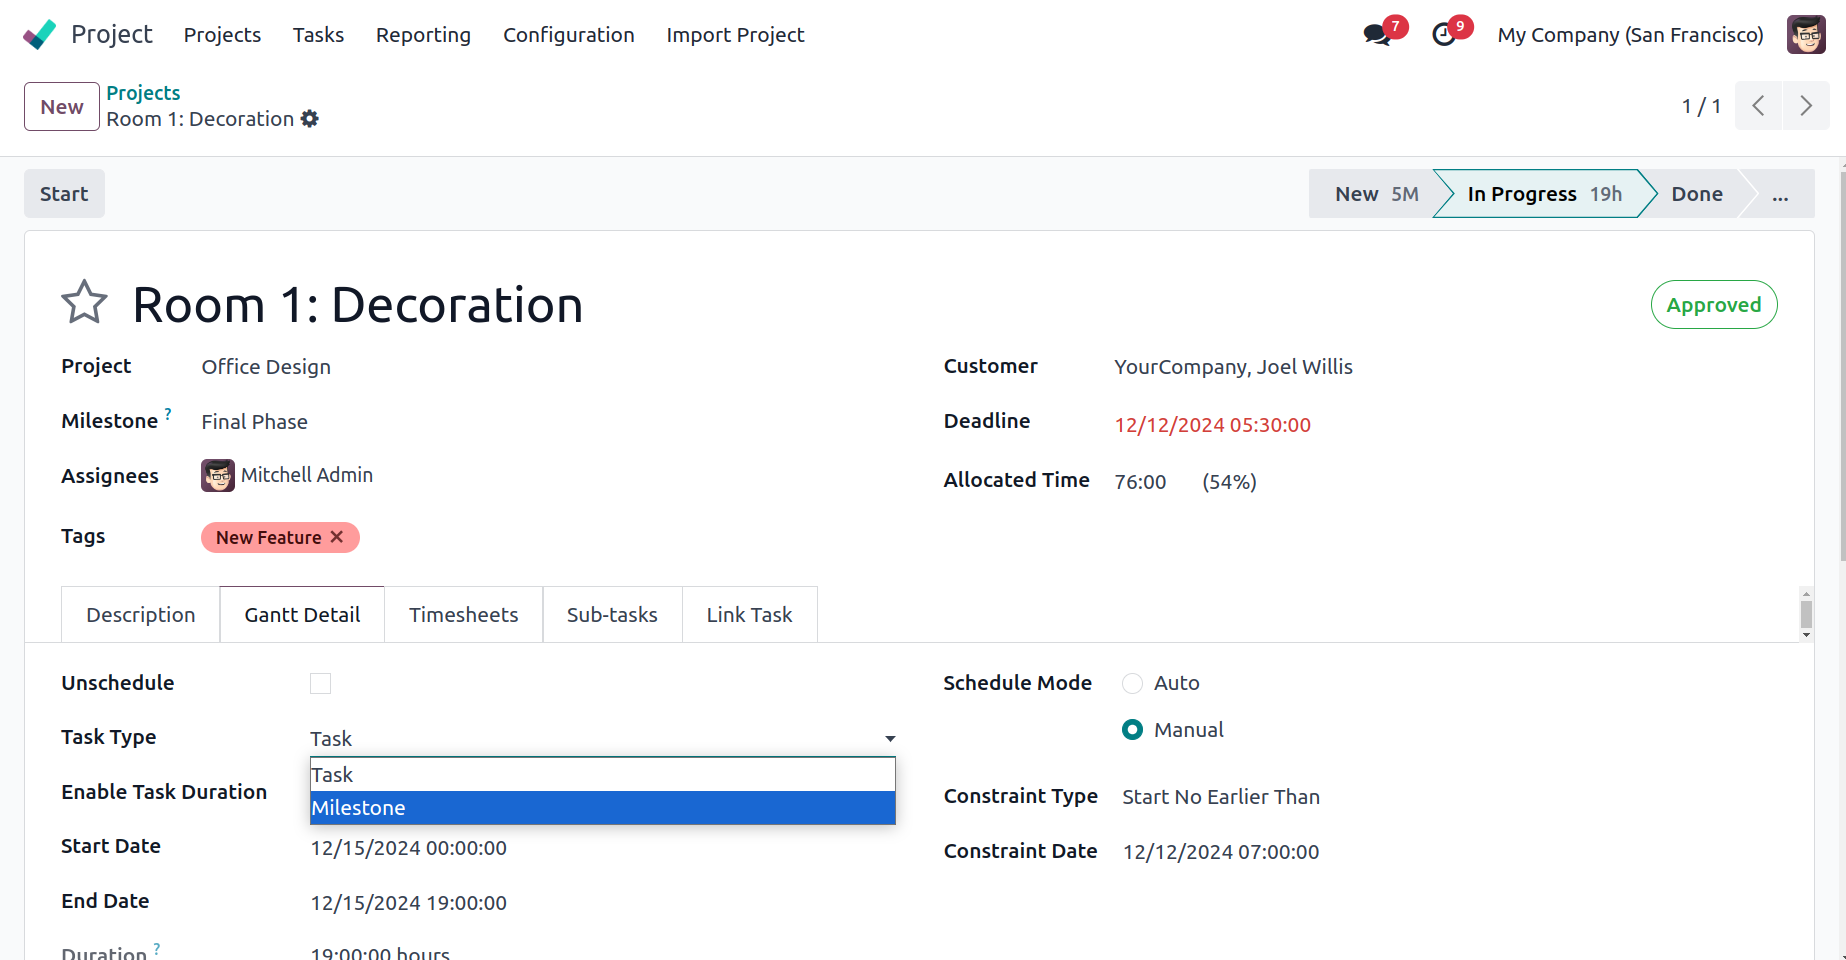 Project Projects Tasks Reporting Configuration Import Project 7 9 My Company (San Francisco)
New Projects
Room 1: Decoration
1 / 1
Start
New 5M In Progress 19h Done ...
Room 1: Decoration
Approved
Project Office Design
Customer YourCompany, Joel Willis
Milestone ? Final Phase
Deadline 12/12/2024 05:30:00
Assignees Mitchell Admin
Allocated Time 76:00 (54%)
Tags New Feature ✕
Description Gantt Detail Timesheets Sub-tasks Link Task
Unschedule
Schedule Mode Auto
Manual
Task Type Task
Task
Milestone
Enable Task Duration
Constraint Type Start No Earlier Than
Start Date 12/15/2024 00:00:00
Constraint Date 12/12/2024 07:00:00
End Date 12/15/2024 19:00:00
Duration ? 19:00:00 hours